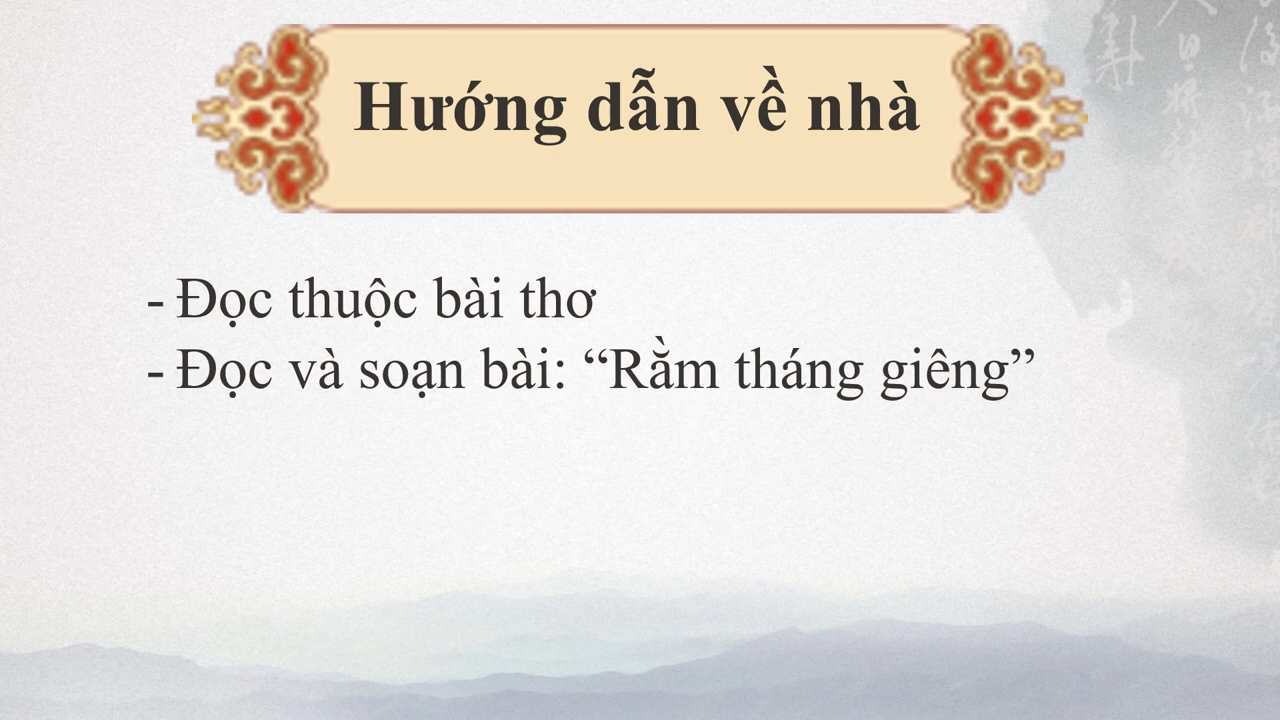 Hướng dẫn về nhà
- Đọc thuộc bài thơ
- Đọc và soạn bài: “Rằm tháng giêng”